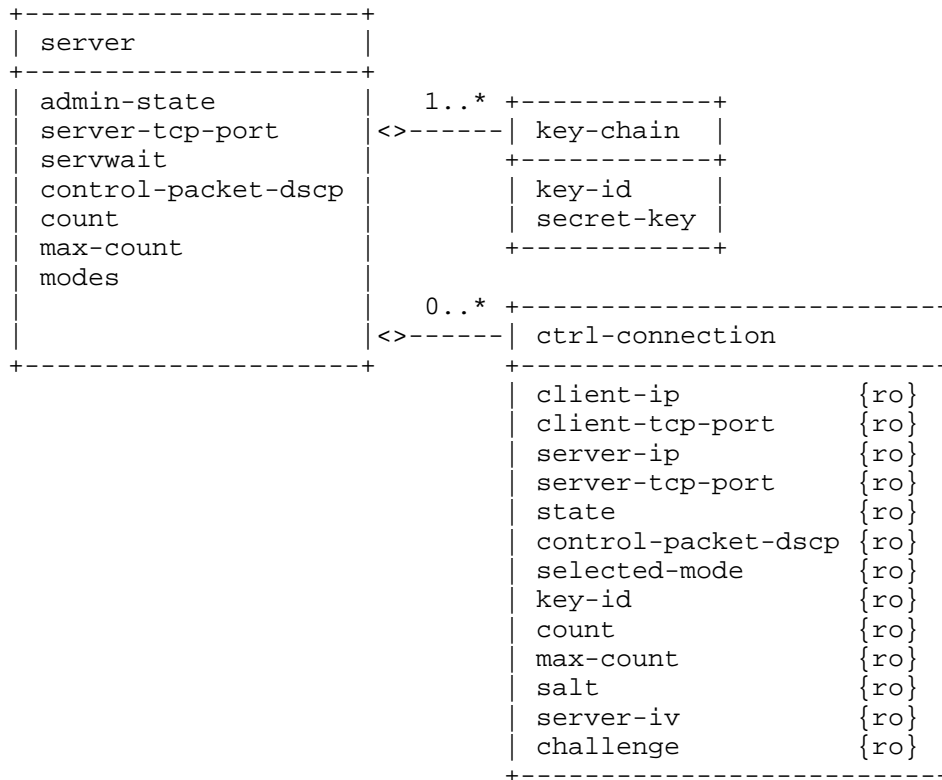 +---------------------+
| server              |
+---------------------+
| admin-state         |   1..* +------------+
| server-tcp-port     |<>------| key-chain  |
| servwait            |        +------------+
| control-packet-dscp |        | key-id     |
| count               |        | secret-key |
| max-count           |        +------------+
| modes               |
|                     |   0..* +---------------------------
|                     |<>------| ctrl-connection
+---------------------+        +---------------------------
                               | client-ip           {ro}
                               | client-tcp-port     {ro}
                               | server-ip           {ro}
                               | server-tcp-port     {ro}
                               | state               {ro}
                               | control-packet-dscp {ro}
                               | selected-mode       {ro}
                               | key-id              {ro}
                               | count               {ro}
                               | max-count           {ro}
                               | salt                {ro}
                               | server-iv           {ro}
                               | challenge           {ro}
                               +---------------------------